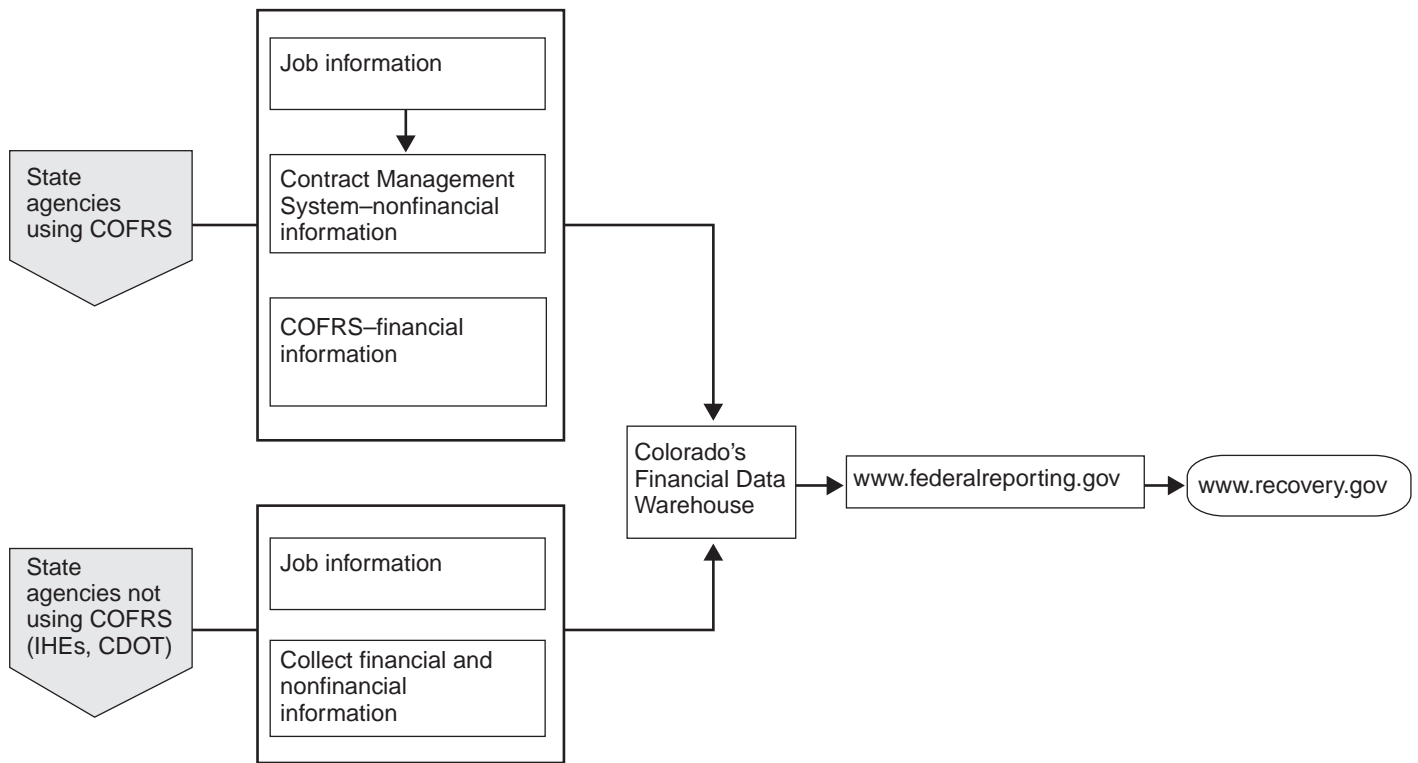 Job information
State
agencies
using COFRS
Contract Management
System–nonfinancial
information
COFRS–financial
information
Colorado’s
Financial Data
Warehouse
www.federalreporting.gov
www.recovery.gov
State
agencies not
using COFRS
(IHEs, CDOT)
Job information
Collect financial and
nonfinancial
information